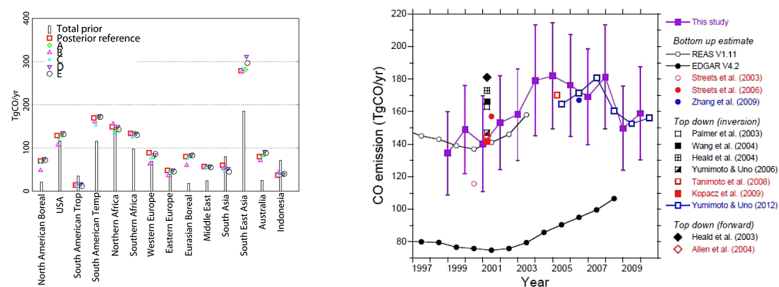 400
300
200
100
0
TgCO/yr
Total prior
Posterior reference
A
B
C
D
E
North American Boreal
USA
South American Trop
South American Temp
Northern Africa
Southern Africa
Western Europe
Eastern Europe
Eurasian Boreal
Middle East
South Asia
South East Asia
Australia
Indonesia
220
200
180
160
140
120
100
80
60
CO emission (TgCO/yr)
1997
1999
2001
2003
2005
2007
2009
Year
This study
Bottom up estimate
REAS V1.11
EDGAR V4.2
Streets et al. (2003)
Streets et al. (2006)
Zhang et al. (2009)
Top down (inversion)
Palmer et al. (2003)
Wang et al. (2004)
Heald et al. (2004)
Yumimoto & Uno (2006)
Tanimoto et al. (2008)
Kopacz et al. (2009)
Yumimoto & Uno (2012)
Top down (forward)
Heald et al. (2003)
Allen et al. (2004)